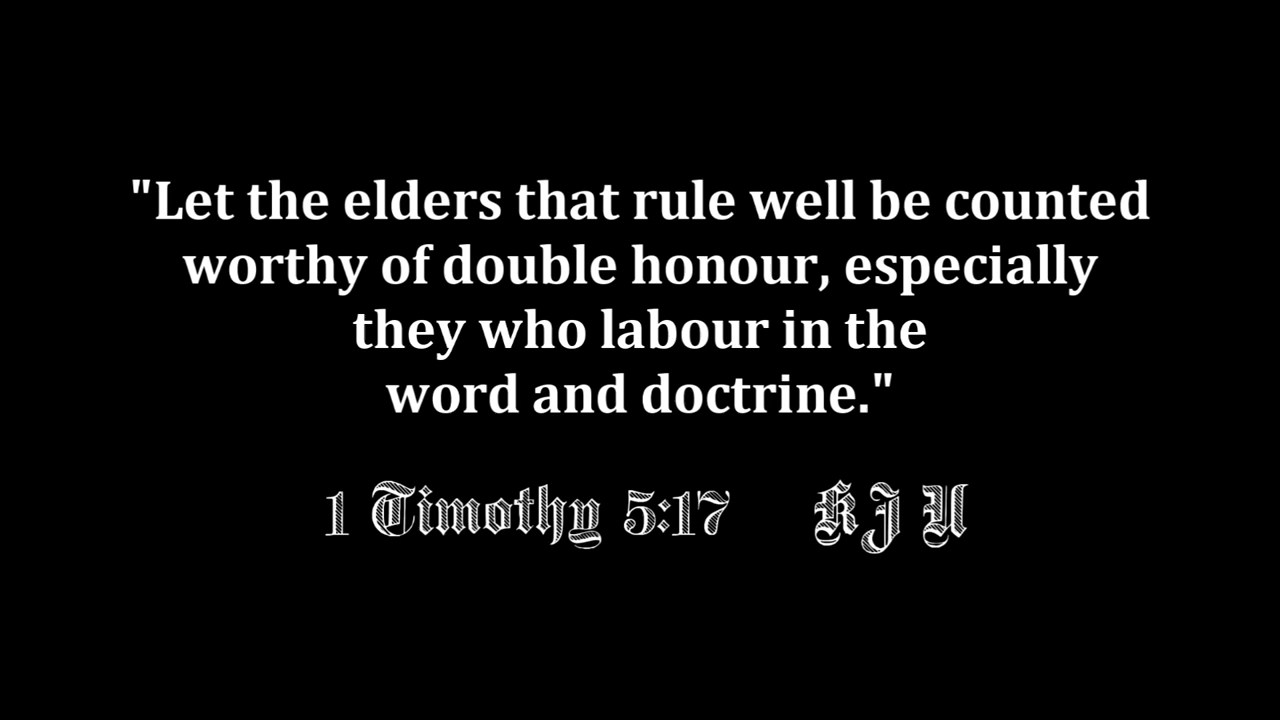 "Let the elders that rule well be counted
worthy of double honour, especially
they who labour in the
word and doctrine."
1 Timothy 5:17 KJV